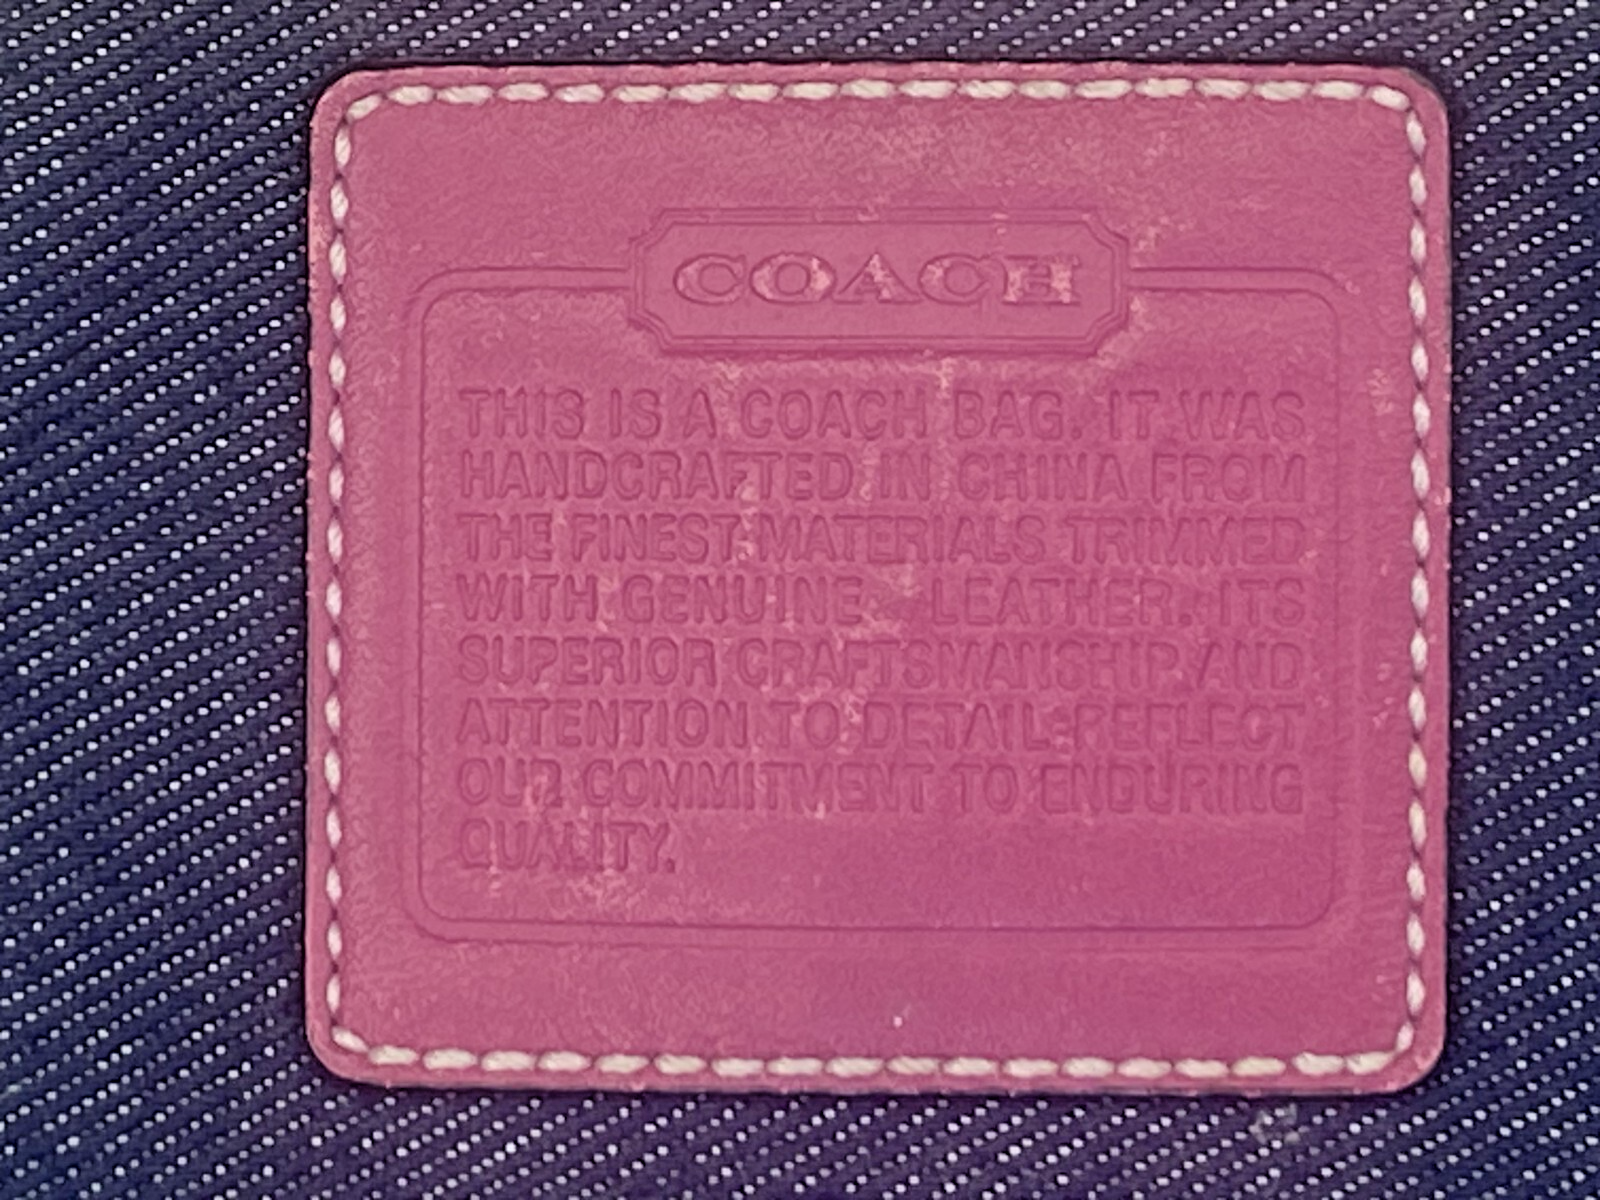 COACH
THIS IS A COACH BAG. IT WAS
HANDCRAFTED IN CHINA FROM
THE FINEST MATERIALS TRIMMED
WITH GENUINE LEATHER. ITS
SUPERIOR CRAFTSMANSHIP AND
ATTENTION TO DETAIL REFLECT
OUR COMMITMENT TO ENDURING
QUALITY.